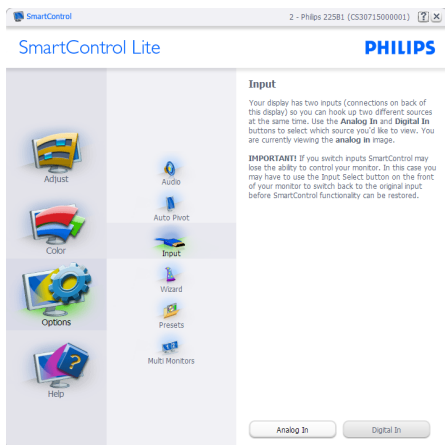 SmartControl
2 - Philips 225B1 (CS30715000001)
SmartControl Lite
PHILIPS
Adjust
Color
Options
Help
Audio
Auto Pivot
Input
Wizard
Presets
Multi Monitors
Input
Your display has two inputs (connections on back of
this display) so you can hook up two different sources
at the same time. Use the Analog In and Digital In
buttons to select which source you'd like to view. You
are currently viewing the analog in image.
IMPORTANT! If you switch inputs SmartControl may
lose the ability to control your monitor. In this case you
may have to use the Input Select button on the front
of your monitor to switch back to the original input
before SmartControl functionality can be restored.
Analog In
Digital In